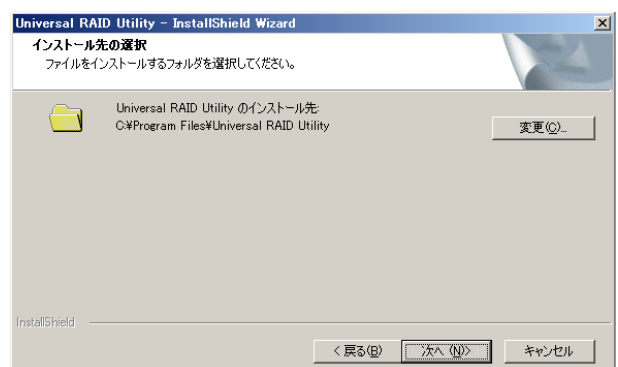 Universal RAID Utility - InstallShield Wizard
インストール先の選択
ファイルをインストールするフォルダを選択してください。
Universal RAID Utility のインストール先:
C:¥Program Files¥Universal RAID Utility
変更(C)...
InstallShield
< 戻る(B)
次へ (N)>
キャンセル